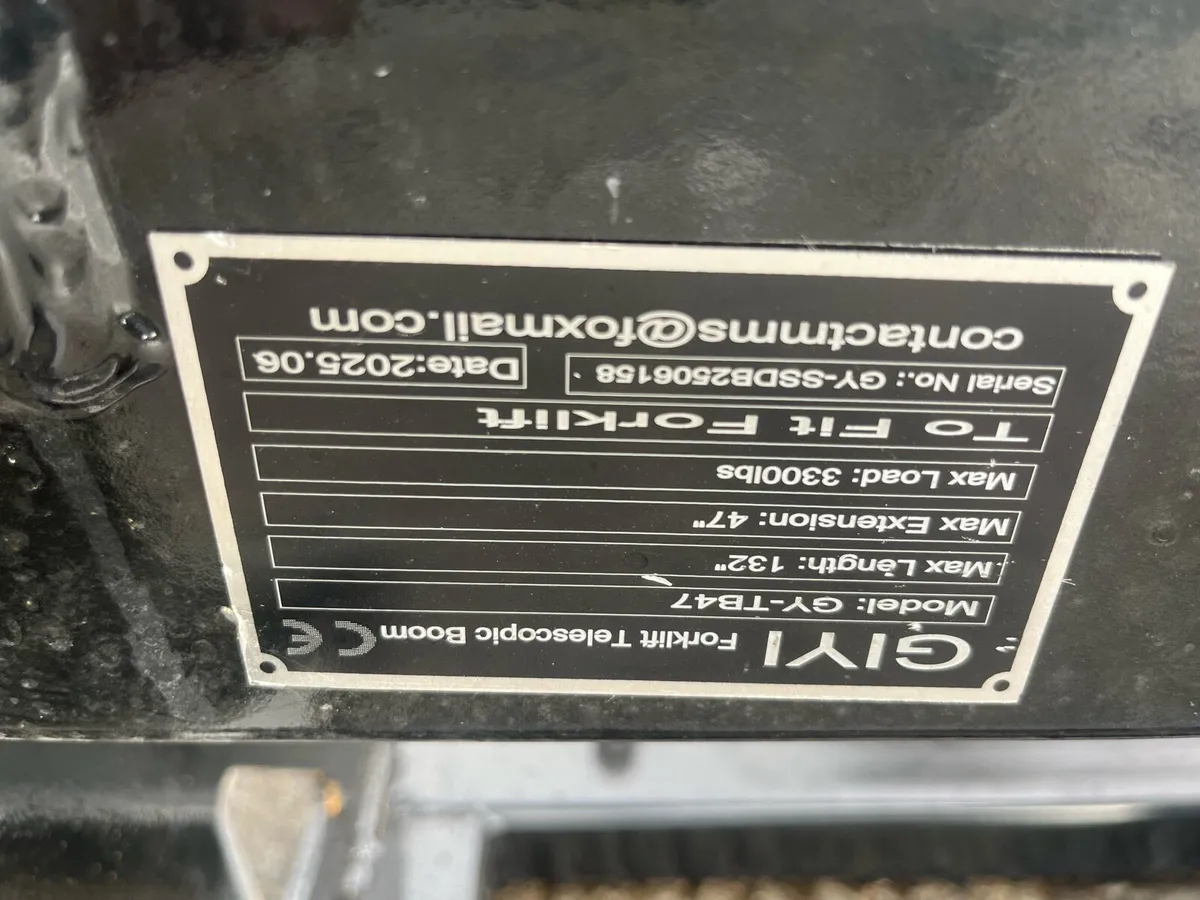 GIYI Forklift Telescopic Boom CE
Model: GY-TB47
Max Length: 132"
Max Extension: 47"
Max Load: 3300lbs
To Fit Forklift
Serial No.: GY-SSDB2506158 Date:2025.06
contactmms@foxmail.com